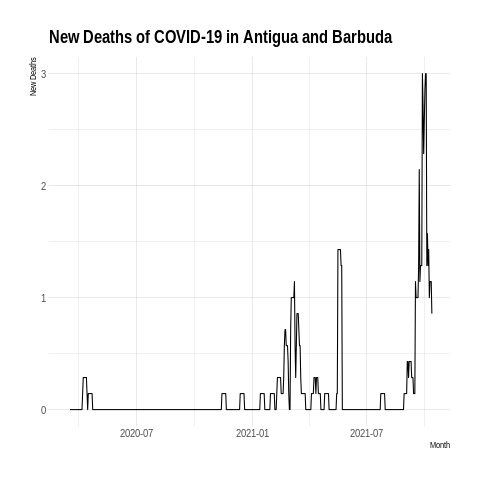 New Deaths of COVID-19 in Antigua and Barbuda
New Deaths
3
2
1
0
2020-07
2021-01
2021-07
Month